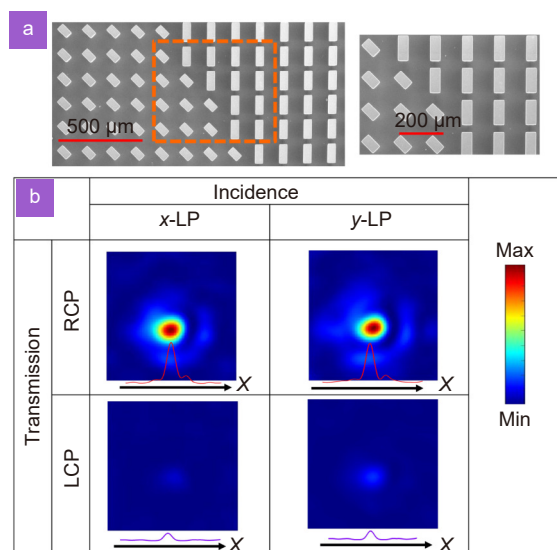 a
500 μm
200 μm
b
Incidence
x-LP
y-LP
Transmission
RCP
X
X
LCP
X
X
Max
Min